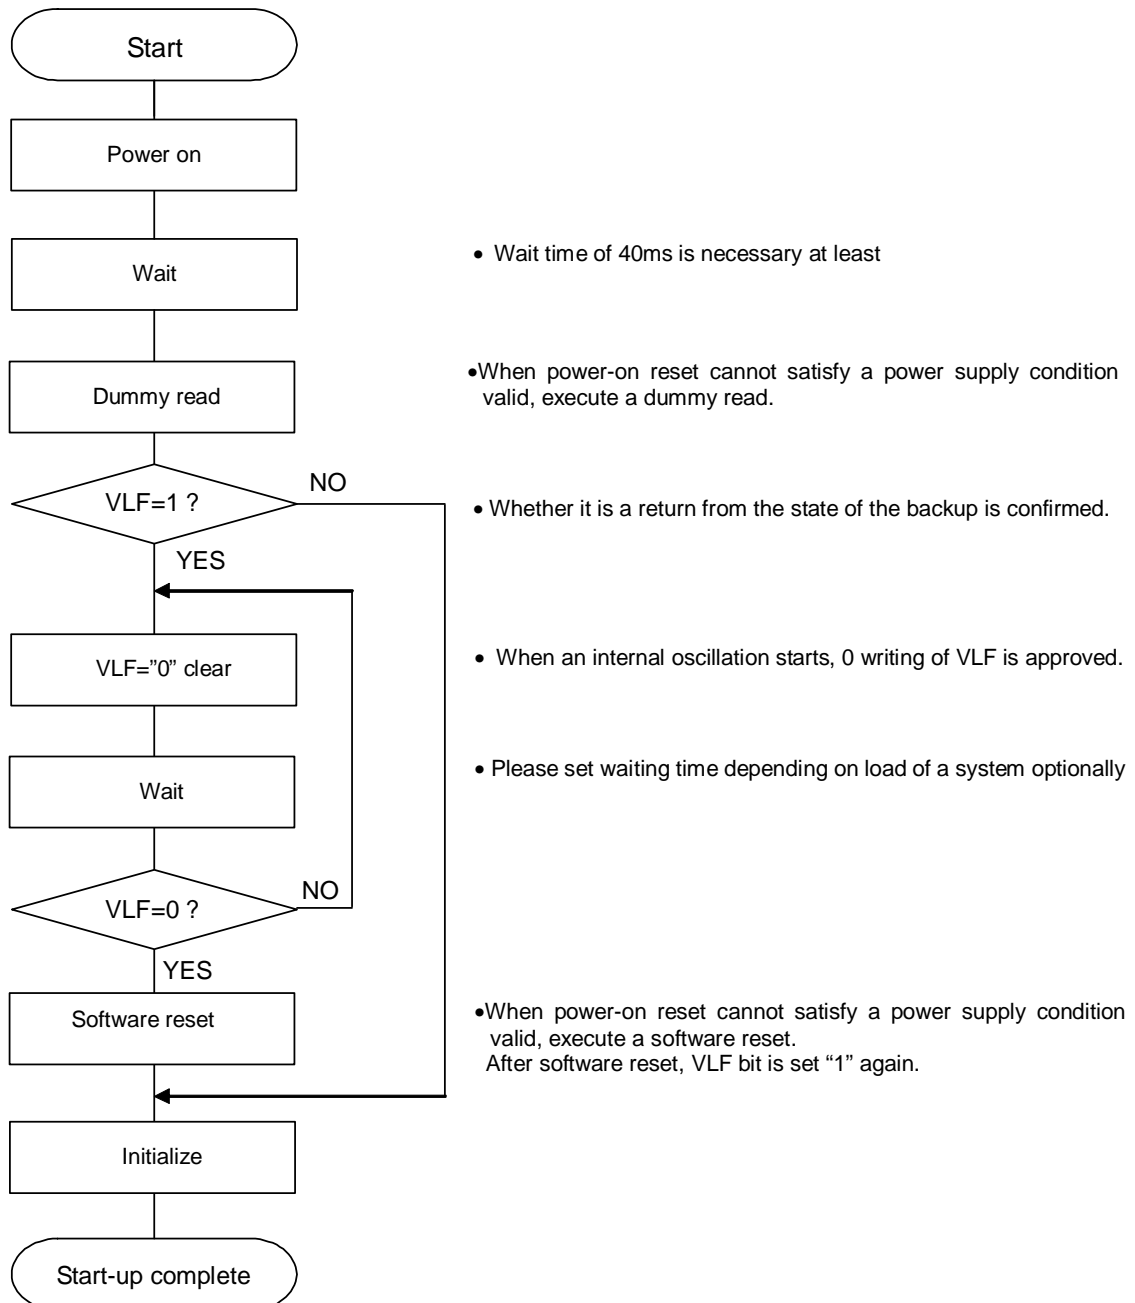 Start
Power on
Wait
• Wait time of 40ms is necessary at least
Dummy read
•When power-on reset cannot satisfy a power supply condition
valid, execute a dummy read.
VLF=1 ?
NO
• Whether it is a return from the state of the backup is confirmed.
YES
VLF=”0” clear
• When an internal oscillation starts, 0 writing of VLF is approved.
Wait
• Please set waiting time depending on load of a system optionally
VLF=0 ?
NO
YES
Software reset
•When power-on reset cannot satisfy a power supply condition
valid, execute a software reset.
After software reset, VLF bit is set “1” again.
Initialize
Start-up complete